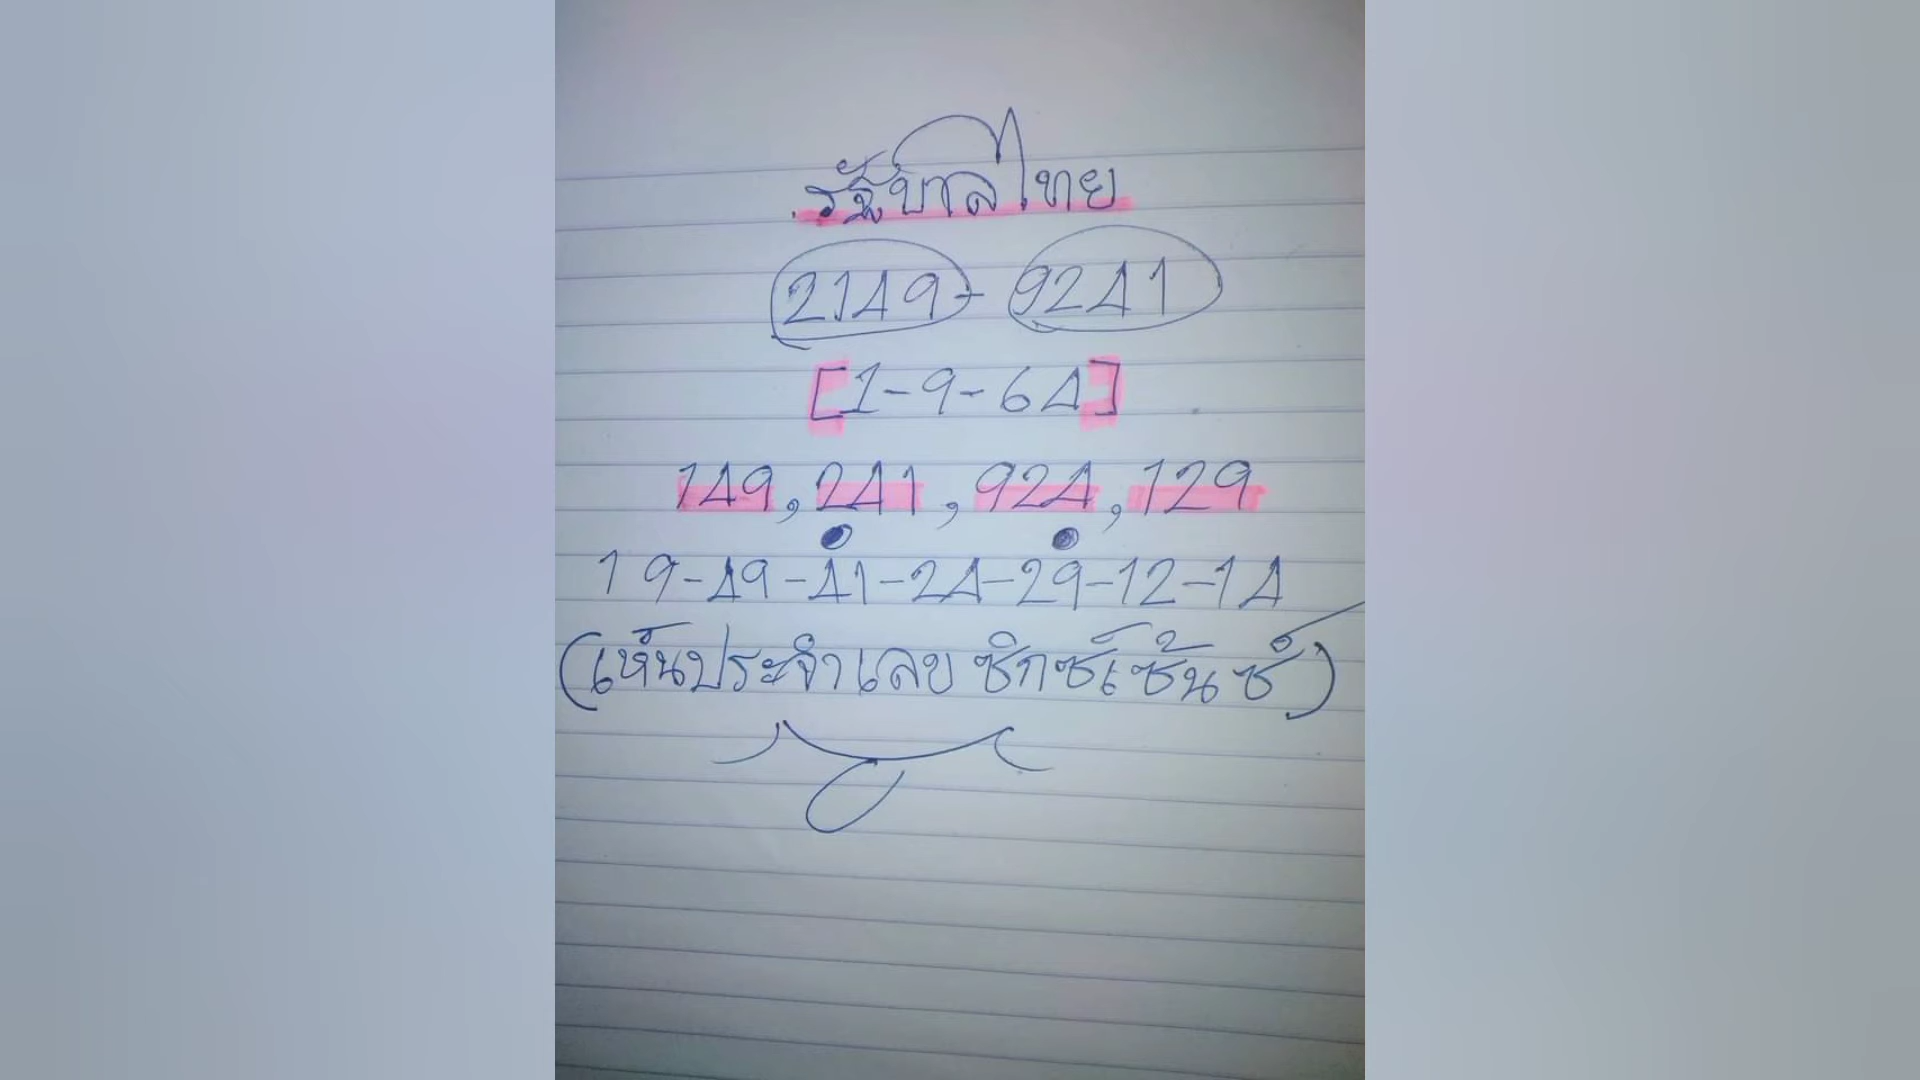 รัฐบาลไทย
2149 - 9241
[1-9-64]
149, 241, 924, 129
19-49-41-24-29-12-14
(เห็นประจำเลขซิกซ์เซ้นซ์)